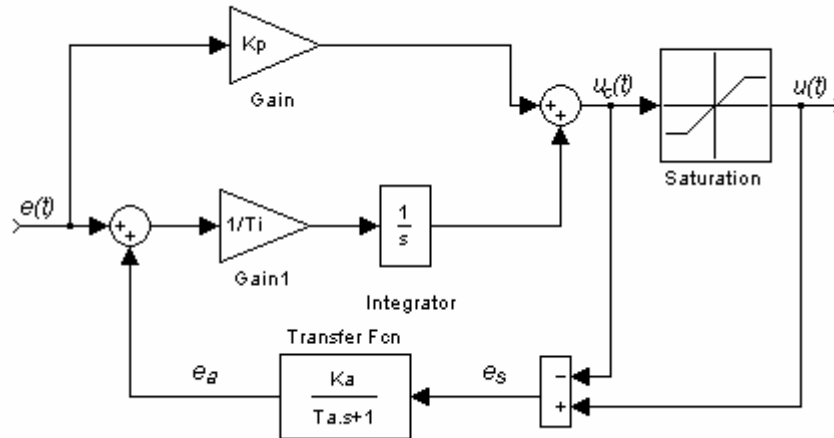 Kp
Gain
+
+
uc(t)
u(t)
Saturation
e(t)
+
+
1/Ti
Gain1
1
s
Integrator
Transfer Fcn
ea
Ka
Ta.s+1
es
−
+